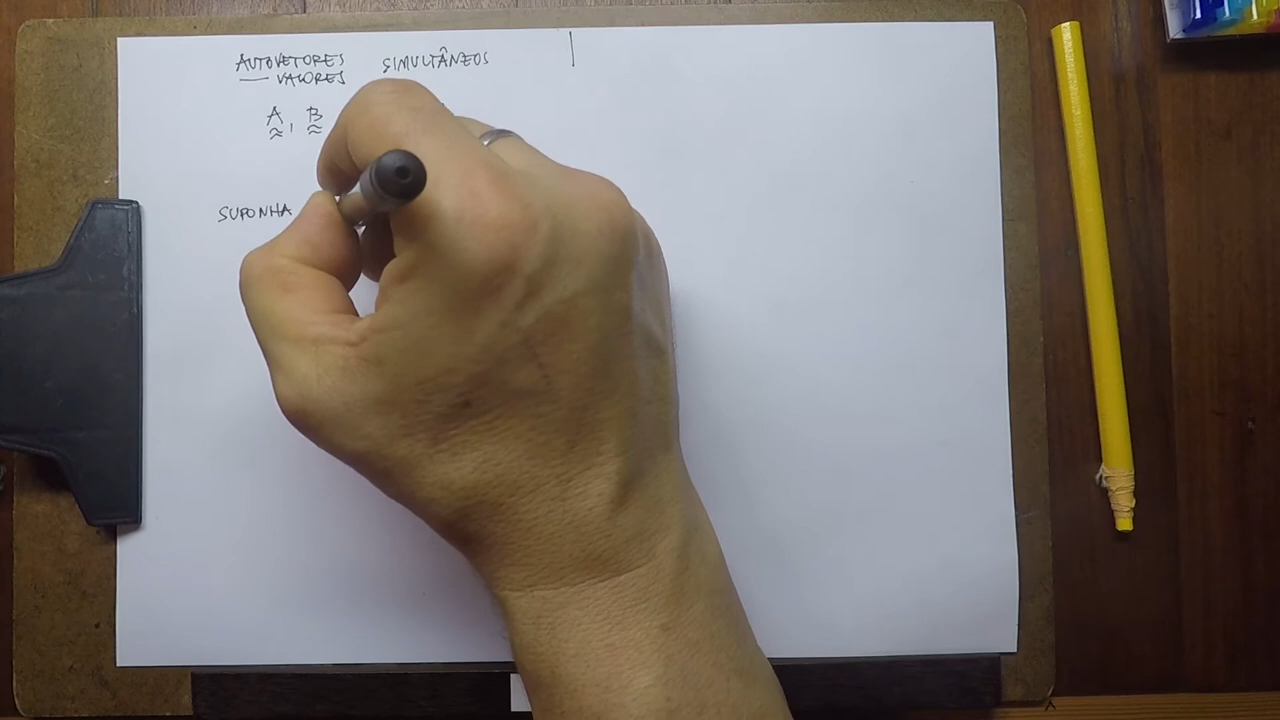 AUTOVETORES SIMULTÂNEOS
— VALORES
A, B
SUPONHA